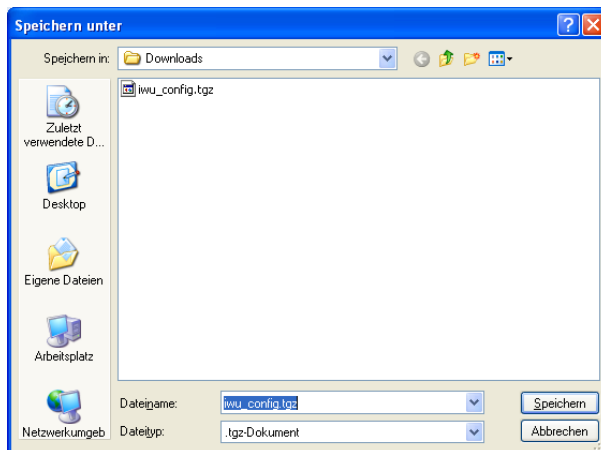 Speichern unter
Speichern in:
Downloads
iwu_config.tgz
Zuletzt
verwendete D...
Desktop
Eigene Dateien
Arbeitsplatz
Netzwerkumgeb
Dateiname:
iwu_config.tgz
Speichern
Dateityp:
.tgz-Dokument
Abbrechen